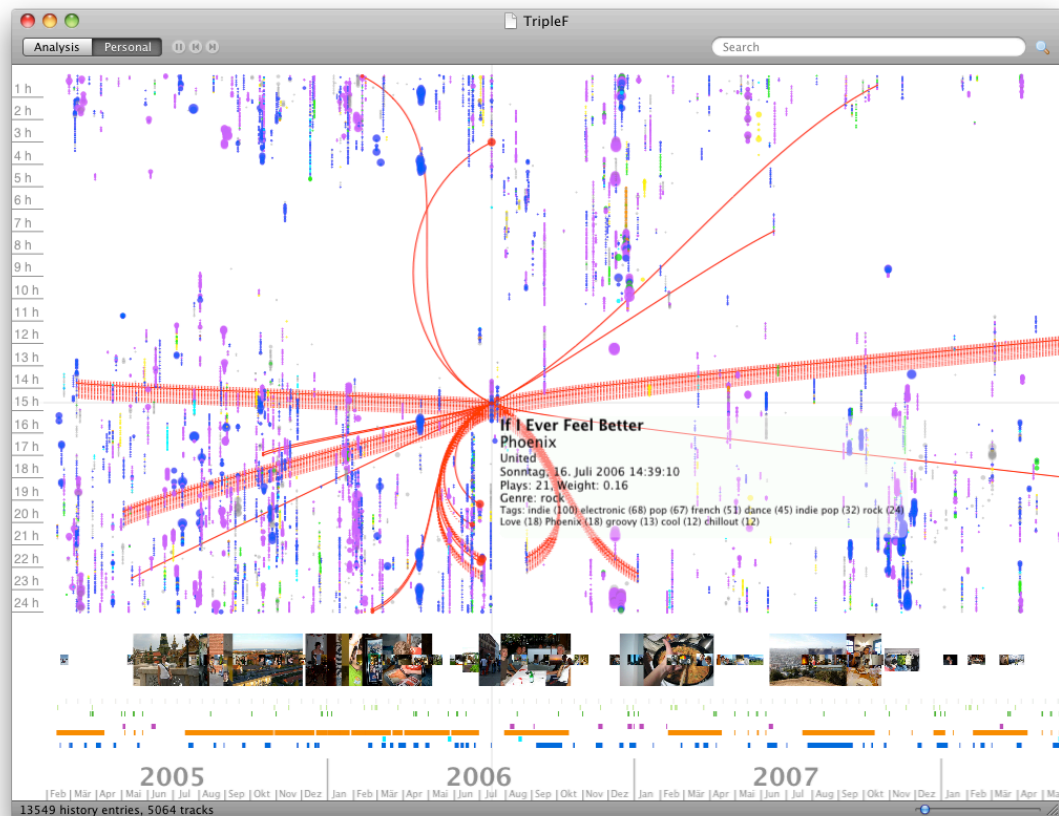 TripleF
Analysis Personal Search
1 h
2 h
3 h
4 h
5 h
6 h
7 h
8 h
9 h
10 h
11 h
12 h
13 h
14 h
15 h
16 h
17 h
18 h
19 h
20 h
21 h
22 h
23 h
24 h
If I Ever Feel Better
Phoenix
United
Sonntag, 16. Juli 2006 14:39:10
Plays: 21, Weight: 0.16
Genre: rock
Tags: indie (100) electronic (68) pop (67) french (51) dance (45) indie pop (32) rock (24)
Love (18) Phoenix (18) groovy (13) cool (12) chillout (12)
2005 2006 2007
Feb Mär Apr Mai Jun Jul Aug Sep Okt Nov Dez Jan Feb Mär Apr Mai Jun Jul Aug Sep Okt Nov Dez Jan Feb Mär Apr Mai Jun Jul Aug Sep Okt Nov Dez Jan Feb Mär Apr Ma
13549 history entries, 5064 tracks